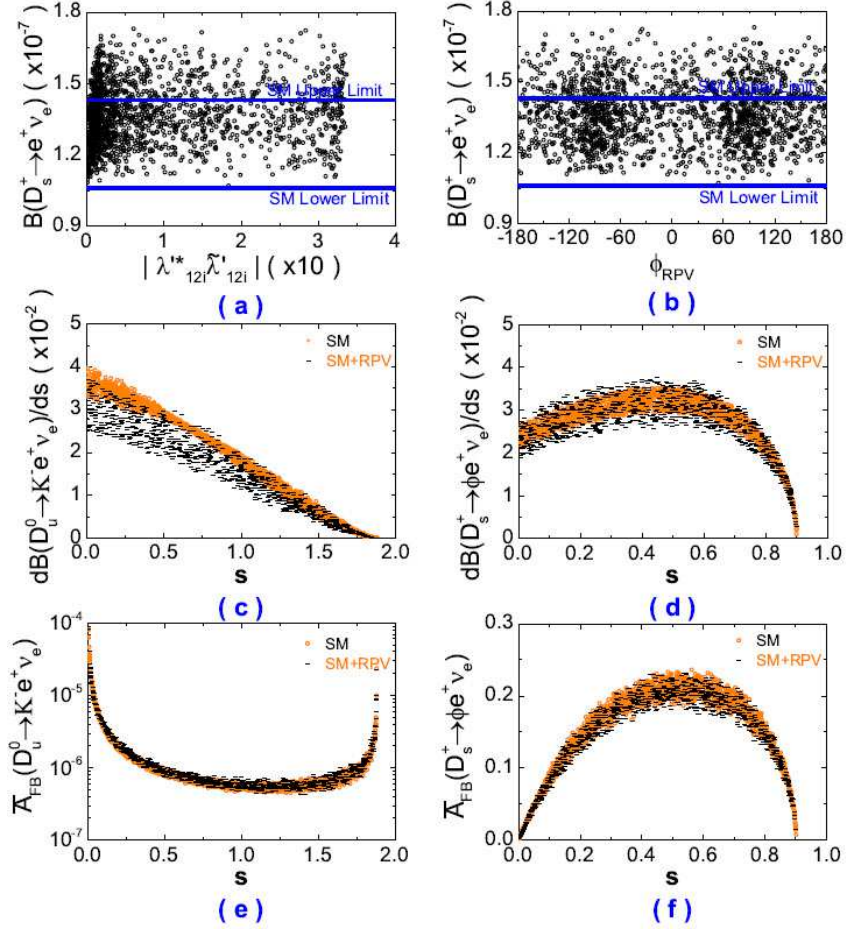 B(D_s^+→e^+ν_e) ( x10^-7)
1.8
1.5
1.2
0.9
SM Upper Limit
SM Lower Limit
0 1 2 3 4
| λ'^*_12i λ̃'_12i | ( x10)
( a )
B(D_s^+→e^+ν_e) ( x10^-7)
1.8
1.5
1.2
0.9
SM Upper Limit
SM Lower Limit
-180 -120 -60 0 60 120 180
ϕ_RPV
( b )
dB(D_u^0→K^-e^+ν_e)/ds ( x10^-2)
5
4
3
2
1
0
SM
SM+RPV
0.0 0.5 1.0 1.5 2.0
s
( c )
dB(D_s^+→ϕe^+ν_e)/ds ( x10^-2)
5
4
3
2
1
0
SM
SM+RPV
0.0 0.2 0.4 0.6 0.8 1.0
s
( d )
A̅_FB(D_u^0→K^-e^+ν_e)
10^-4
10^-5
10^-6
10^-7
SM
SM+RPV
0.0 0.5 1.0 1.5 2.0
s
( e )
A̅_FB(D_s^+→ϕe^+ν_e)
0.3
0.2
0.1
0.0
SM
SM+RPV
0.0 0.2 0.4 0.6 0.8 1.0
s
( f )